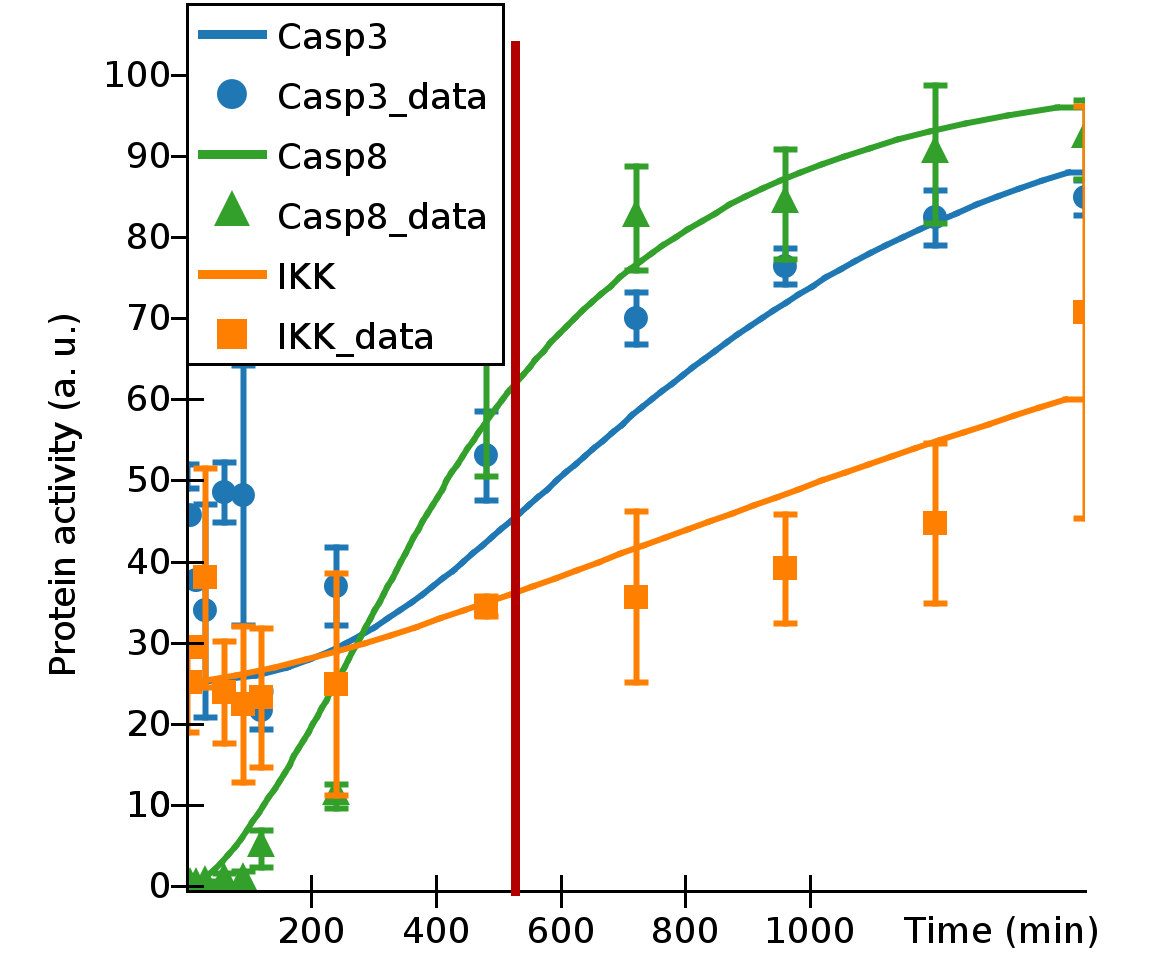 Casp3
Casp3_data
Casp8
Casp8_data
IKK
IKK_data
Protein activity (a. u.)
100
90
80
70
60
50
40
30
20
10
0
200 400 600 800 1000 Time (min)